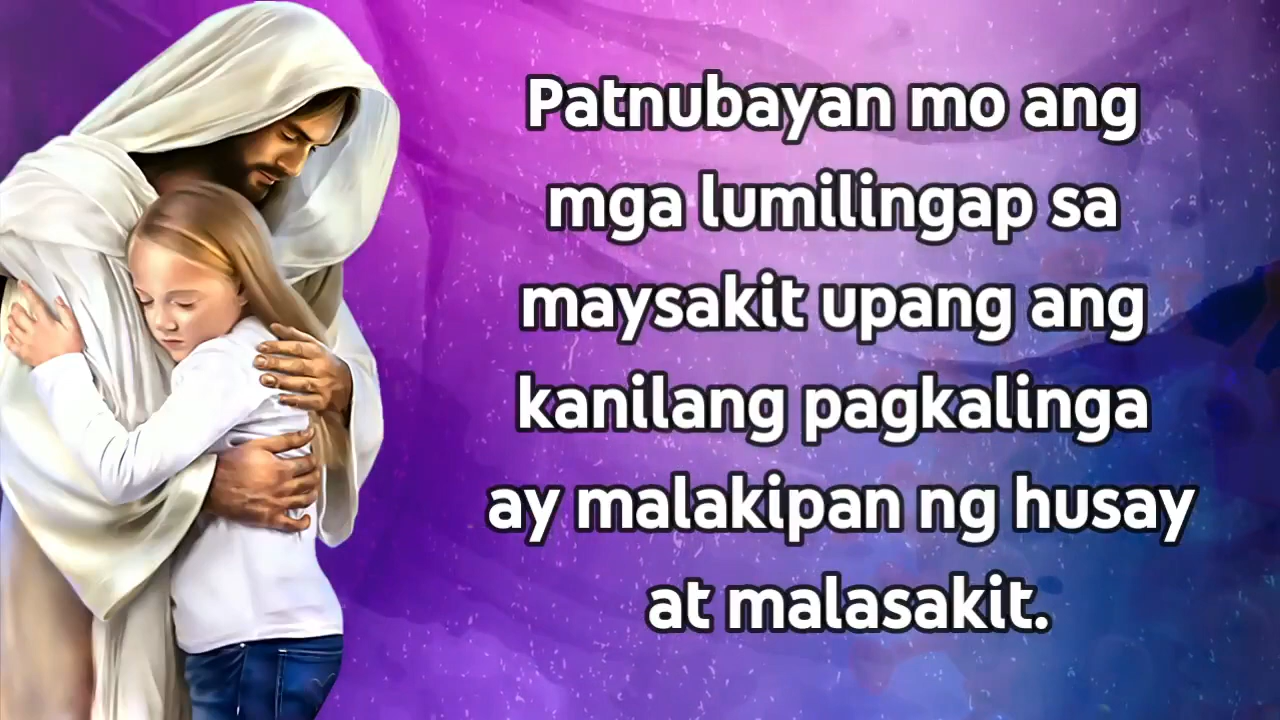 Patnubayan mo ang
mga lumilingap sa
maysakit upang ang
kanilang pagkalinga
ay malakipan ng husay
at malasakit.